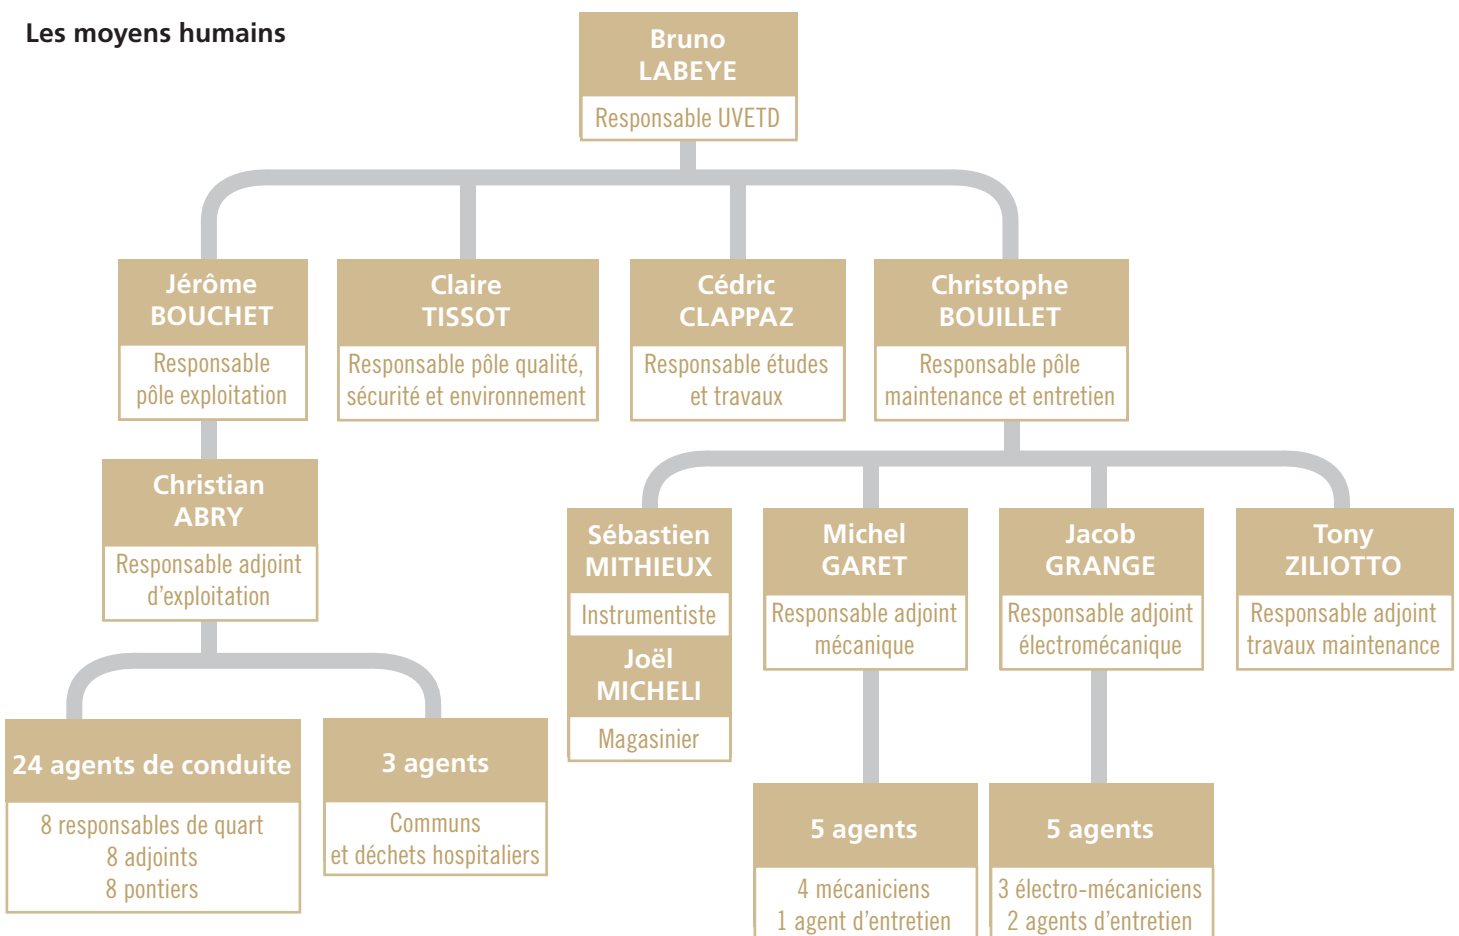 Les moyens humains
Bruno
LABEYE
Responsable UVETD
Jérôme
BOUCHET
Responsable
pôle exploitation
Claire
TISSOT
Responsable pôle qualité,
sécurité et environnement
Cédric
CLAPPAZ
Responsable études
et travaux
Christophe
BOUILLET
Responsable pôle
maintenance et entretien
Christian
ABRY
Responsable adjoint
d’exploitation
Sébastien
MITHIEUX
Instrumentiste
Joël
MICHELI
Magasinier
Michel
GARET
Responsable adjoint
mécanique
Jacob
GRANGE
Responsable adjoint
électromécanique
Tony
ZILIOTTO
Responsable adjoint
travaux maintenance
24 agents de conduite
8 responsables de quart
8 adjoints
8 pontiers
3 agents
Communs
et déchets hospitaliers
5 agents
4 mécaniciens
1 agent d’entretien
5 agents
3 électro-mécaniciens
2 agents d’entretien